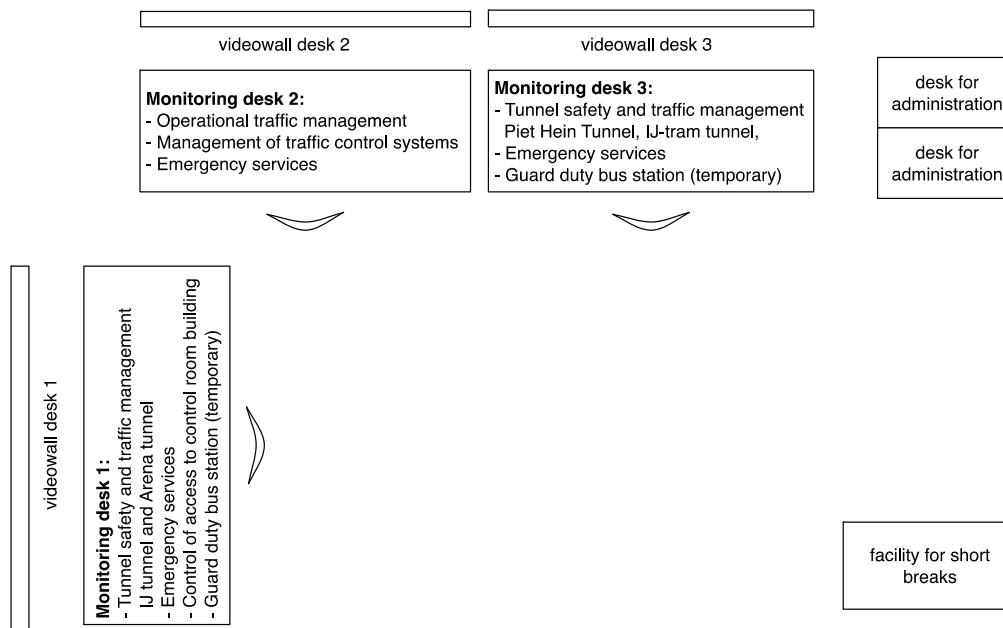 videowall desk 2
videowall desk 3
Monitoring desk 2:
- Operational traffic management
- Management of traffic control systems
- Emergency services
Monitoring desk 3:
- Tunnel safety and traffic management
Piet Hein Tunnel, IJ-tram tunnel,
- Emergency services
- Guard duty bus station (temporary)
desk for
administration
desk for
administration
videowall desk 1
Monitoring desk 1:
- Tunnel safety and traffic management
IJ tunnel and Arena tunnel
- Emergency services
- Control of access to control room building
- Guard duty bus station (temporary)
facility for short
breaks